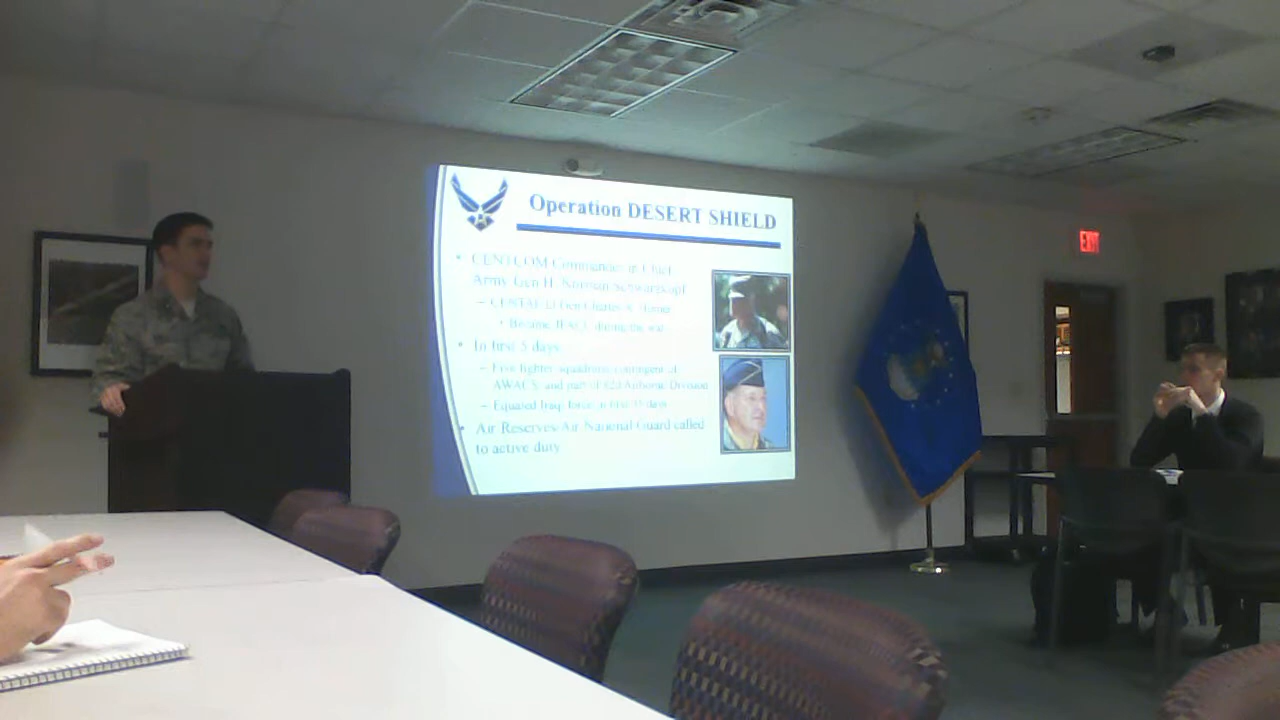 Operation DESERT SHIELD
• CENTCOM Commander in Chief
Army Gen H. Norman Schwarzkopf
– CENTAF Lt Gen Charles A. Horner
• Became JFACC during the war
• In first 5 days:
– Five fighter squadrons, contingent of
AWACS, and part of 82d Airborne Division
– Equaled Iraqi forces in first 35 days
• Air Reserves/Air National Guard called
to active duty
EXIT